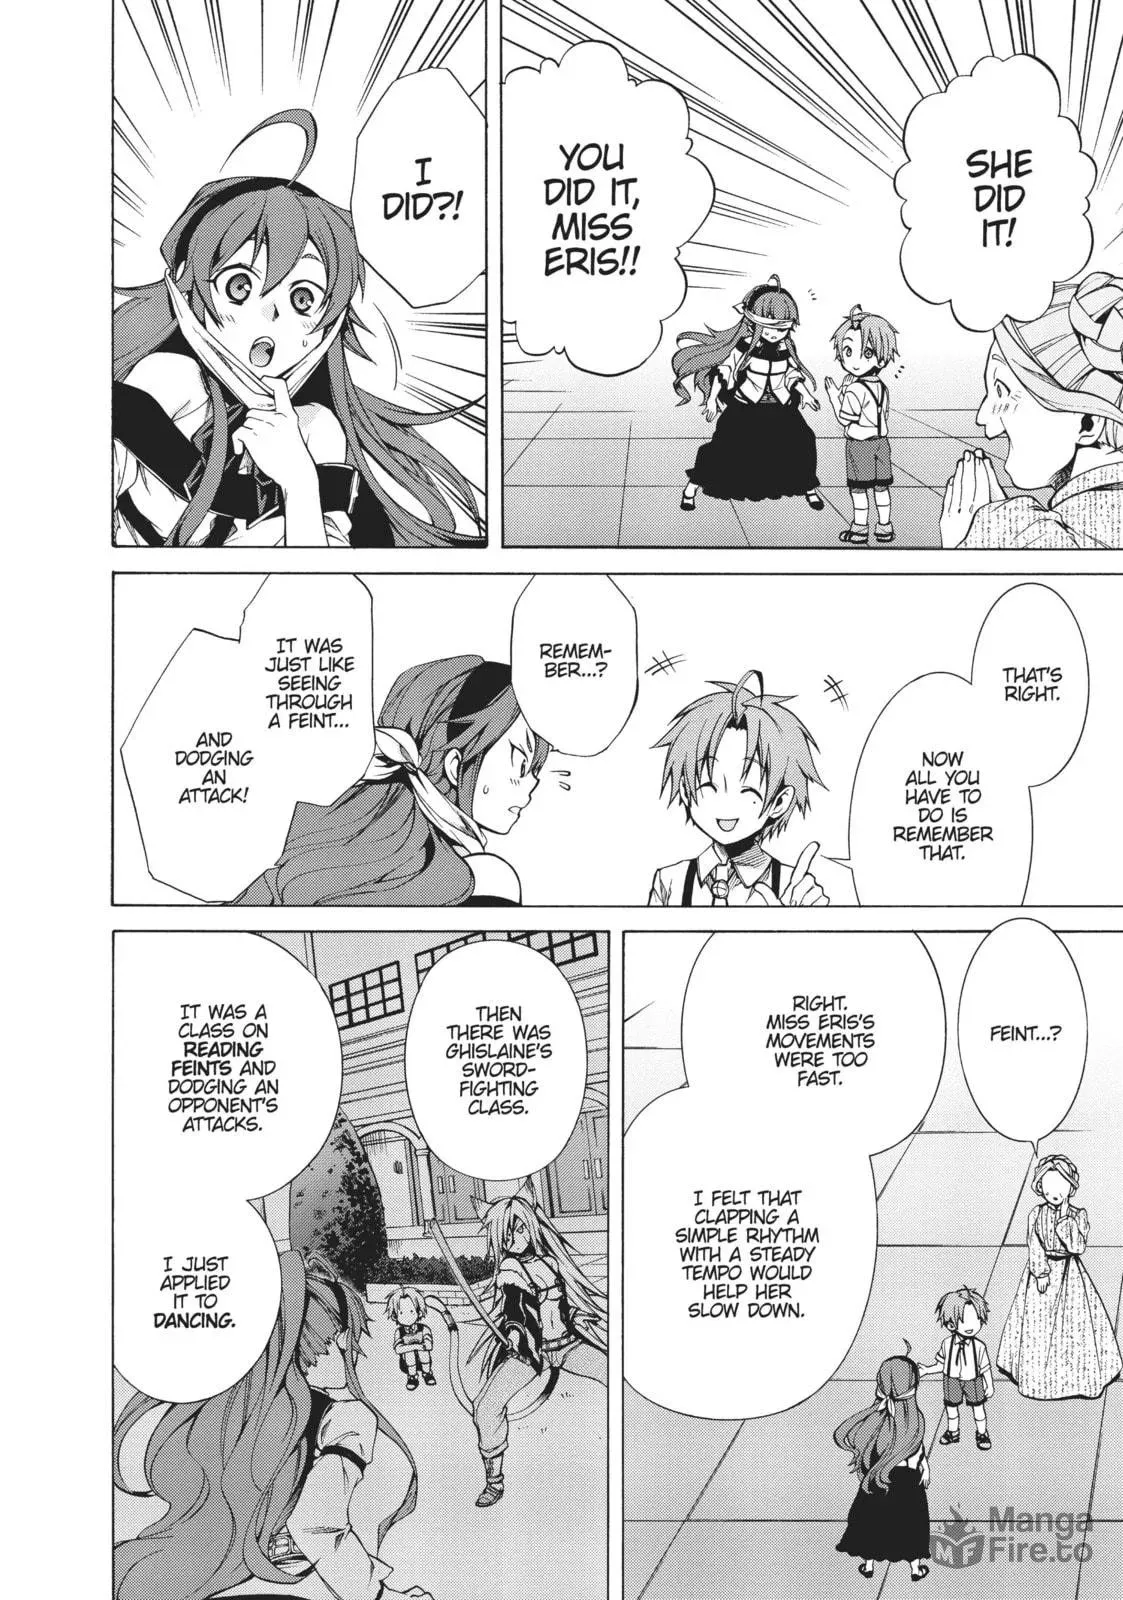 SHE
DID
IT!
YOU
DID IT,
MISS
ERIS!!
I
DID?!
THAT'S
RIGHT.
NOW
ALL YOU
HAVE TO
DO IS
REMEMBER
THAT.
REMEM-
BER...?
IT WAS
JUST LIKE
SEEING
THROUGH
A FEINT...
AND
DODGING
AN
ATTACK!
FEINT...?
RIGHT.
MISS ERIS'S
MOVEMENTS
WERE TOO
FAST.
I FELT THAT
CLAPPING A
SIMPLE RHYTHM
WITH A STEADY
TEMPO WOULD
HELP HER
SLOW DOWN.
THEN
THERE WAS
GHISLAINE'S
SWORD-
FIGHTING
CLASS.
IT WAS A
CLASS ON
READING
FEINTS AND
DODGING AN
OPPONENT'S
ATTACKS.
I JUST
APPLIED
IT TO
DANCING.
MF
Manga
Fire.to